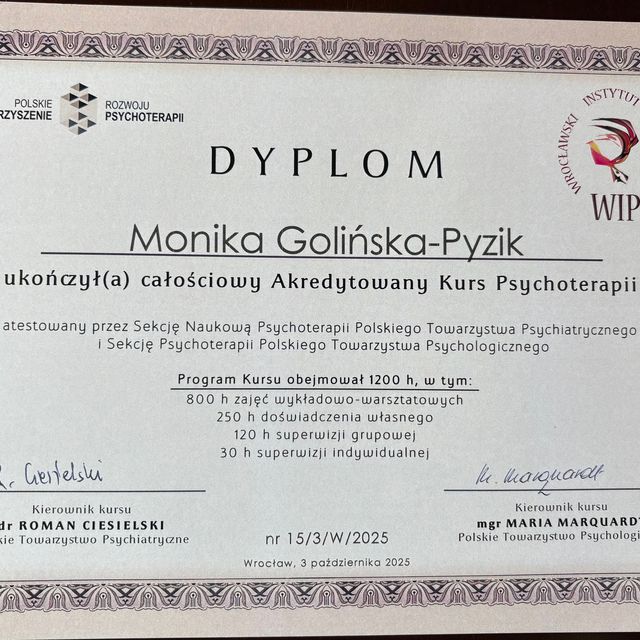 POLSKIE
RZYSZENIE
ROZWOJU
PSYCHOTERAPII
WROCŁAWSKI INSTYTUT
WIP
DYPLOM
Monika Golińska-Pyzik
ukończył(a) całościowy Akredytowany Kurs Psychoterapii
atestowany przez Sekcję Naukową Psychoterapii Polskiego Towarzystwa Psychiatrycznego
i Sekcję Psychoterapii Polskiego Towarzystwa Psychologicznego
Program Kursu obejmował 1200 h, w tym:
800 h zajęć wykładowo-warsztatowych
250 h doświadczenia własnego
120 h superwizji grupowej
30 h superwizji indywidualnej
R. Ciesielski
M. Marquardt
Kierownik kursu
dr ROMAN CIESIELSKI
kie Towarzystwo Psychiatryczne
nr 15/3/W/2025
Wrocław, 3 października 2025
Kierownik kursu
mgr MARIA MARQUARD
Polskie Towarzystwo Psycholog